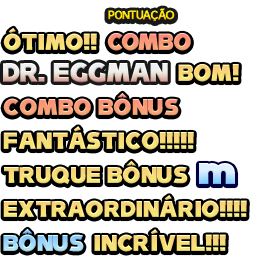 PONTUAÇÃO
ÓTIMO!! COMBO
DR. EGGMAN BOM!
COMBO BÔNUS
FANTÁSTICO!!!!!
TRUQUE BÔNUS m
EXTRAORDINÁRIO!!!!
BÔNUS INCRÍVEL!!!